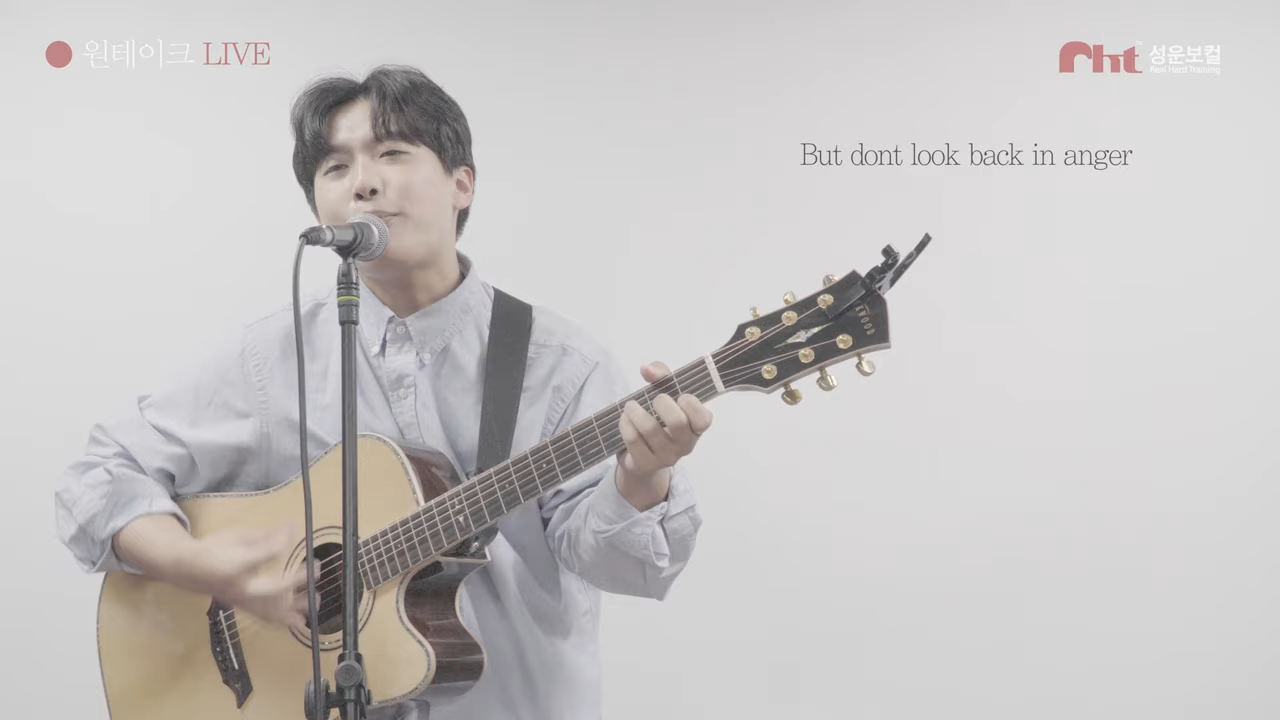 원테이크 LIVE
rht 성운보컬
Real Hard Training
But dont look back in anger